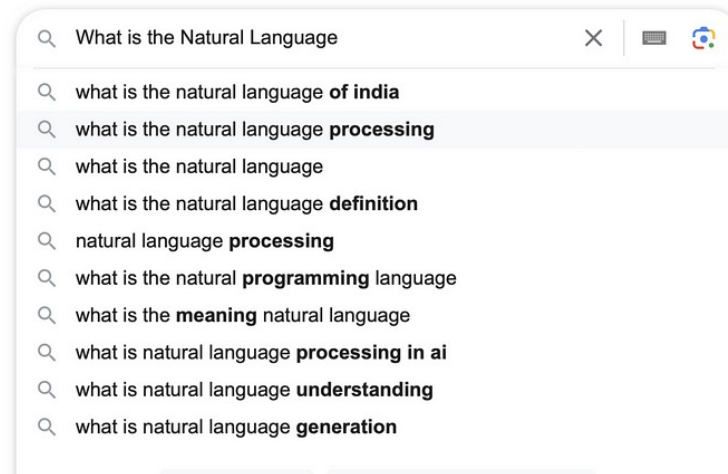 What is the Natural Language
what is the natural language of india
what is the natural language processing
what is the natural language
what is the natural language definition
natural language processing
what is the natural programming language
what is the meaning natural language
what is natural language processing in ai
what is natural language understanding
what is natural language generation